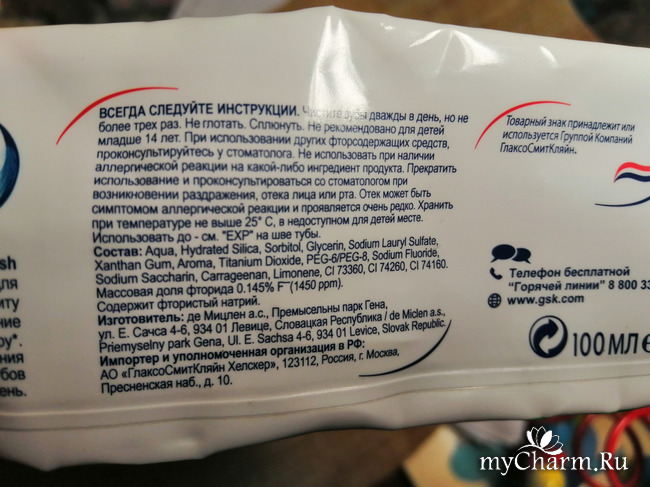 ВСЕГДА СЛЕДУЙТЕ ИНСТРУКЦИИ. Чистите зубы дважды в день, но не
более трех раз. Не глотать. Сплюнуть. Не рекомендовано для детей
младше 14 лет. При использовании других фторсодержащих средств,
проконсультируйтесь у стоматолога. Не использовать при наличии
аллергической реакции на какой-либо ингредиент продукта. Прекратить
использование и проконсультироваться со стоматологом при
возникновении раздражения, отека лица или рта. Отек может быть
симптомом аллергической реакции и проявляется очень редко. Хранить
при температуре не выше 25° С, в недоступном для детей месте.
Использовать до - см. "EXP" на шве тубы.
Состав: Aqua, Hydrated Silica, Sorbitol, Glycerin, Sodium Lauryl Sulfate,
Xanthan Gum, Aroma, Titanium Dioxide, PEG-6/PEG-8, Sodium Fluoride,
Sodium Saccharin, Carrageenan, Limonene, CI 73360, CI 74260, CI 74160.
Массовая доля фторида 0.145% F⁻(1450 ppm).
Содержит фтористый натрий.
Изготовитель: де Мицлен а.с., Премыселны парк Гена,
ул. Е. Сачса 4-6, 934 01 Левице, Словацкая Республика / de Miclen a.s.,
Priemyselny park Gena, Ul. E. Sachsa 4-6, 934 01 Levice, Slovak Republic.
Импортер и уполномоченная организация в РФ:
АО «ГлаксоСмитКляйн Хелскер», 123112, Россия, г. Москва,
Пресненская наб., д. 10.
Товарный знак принадлежит или
используется Группой Компаний
ГлаксоСмитКляйн.
Телефон бесплатной
"Горячей линии" 8 800 33
www.gsk.com
100 МЛ e
sh
для
ение
ния
бов
ень.
myCharm.Ru